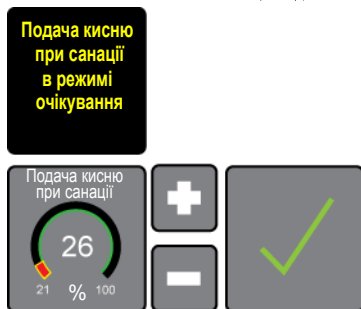 Подача кисню
при санації
в режимі
очікування
Подача кисню
при санації
26
21 % 100